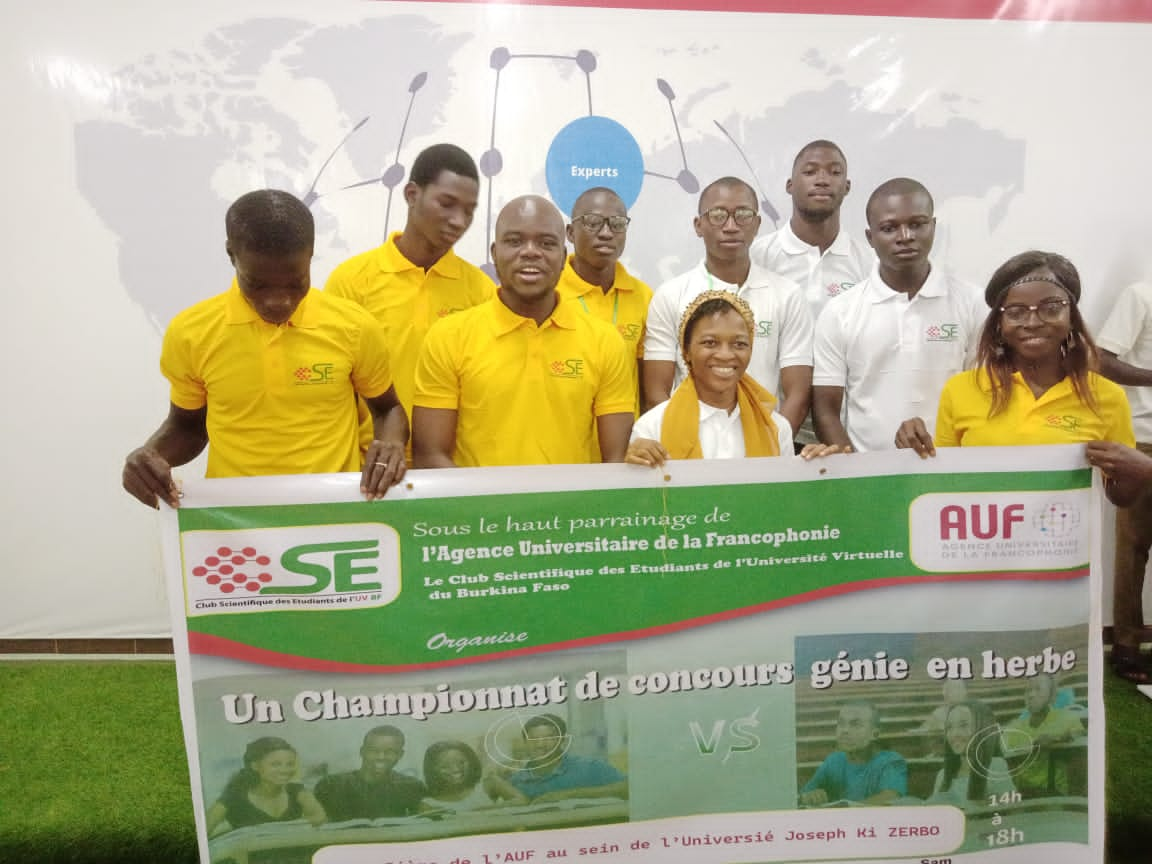 Experts
SE
SE
SE
SE
SE
SE
Sous le haut parrainage de
l'Agence Universitaire de la Francophonie
Le Club Scientifique des Etudiants de l'Université Virtuelle
du Burkina Faso
SE
Club Scientifique des Etudiants de l'UV BF
AUF
AGENCE UNIVERSITAIRE
DE LA FRANCOPHONIE
Organise
Un Championnat de concours génie en herbe
VS
14h
à
18h
de l'AUF au sein de l'Universié Joseph Ki ZERBO
Sam